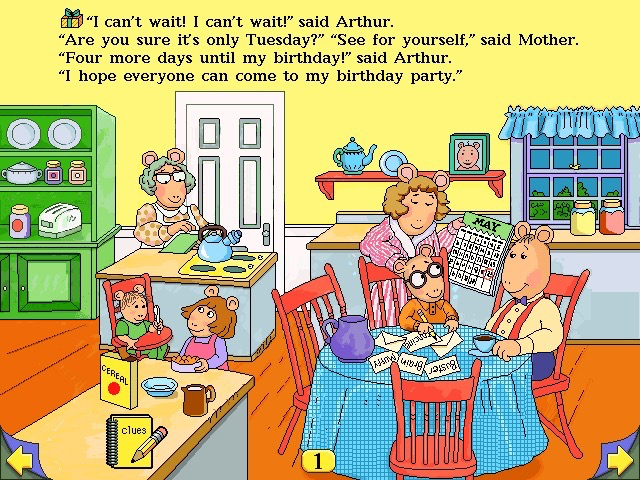 “I can’t wait! I can’t wait!” said Arthur.
“Are you sure it’s only Tuesday?” “See for yourself,” said Mother.
“Four more days until my birthday!” said Arthur.
“I hope everyone can come to my birthday party.”
MAY
CEREAL
clues
Francine
Muffy
Brain
Buster
1